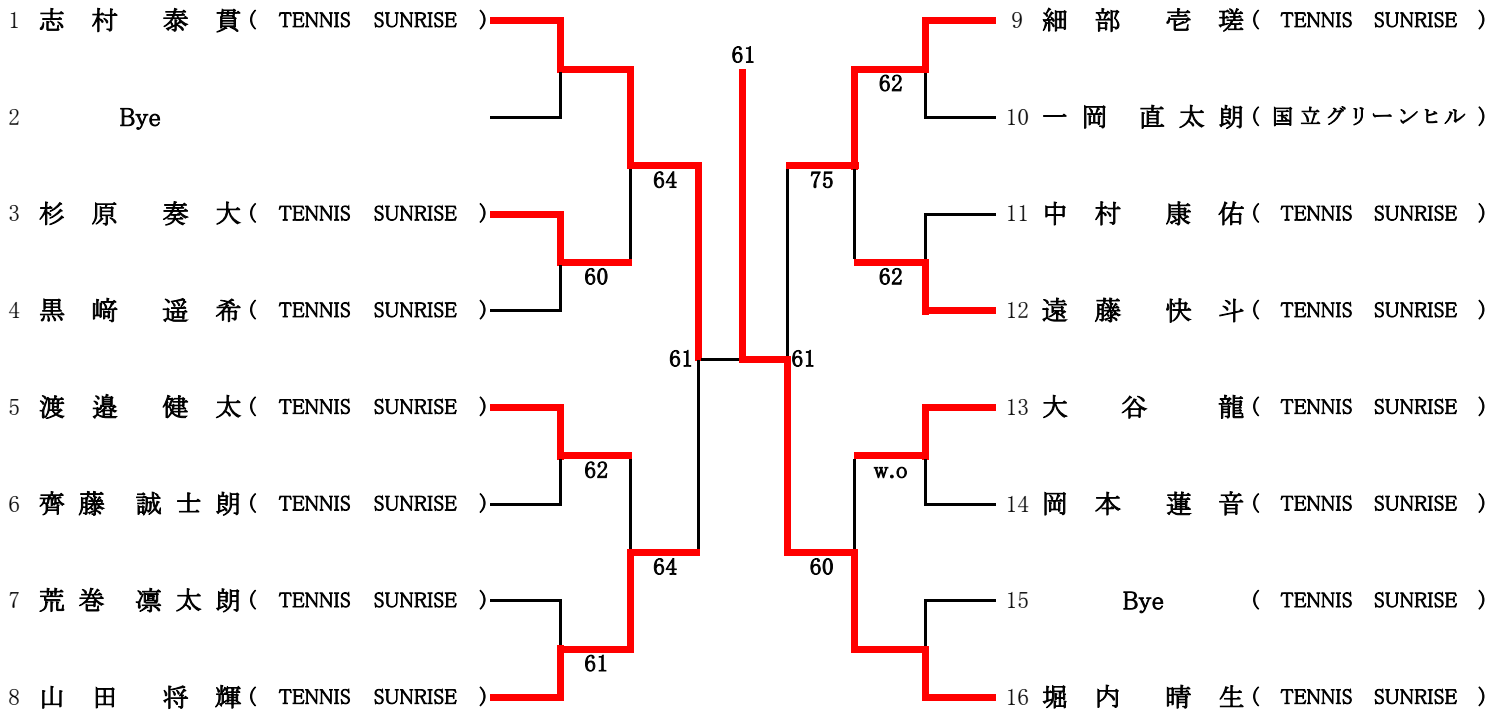 1 志村 泰貫 ( TENNIS SUNRISE )
2 Bye
3 杉原 奏大 ( TENNIS SUNRISE )
4 黒﨑 遥希 ( TENNIS SUNRISE )
5 渡邉 健太 ( TENNIS SUNRISE )
6 齊藤 誠士朗 ( TENNIS SUNRISE )
7 荒巻 凛太朗 ( TENNIS SUNRISE )
8 山田 将輝 ( TENNIS SUNRISE )
60
62
61
64
64
61
61
61
75
60
62
62
w.o
9 細部 壱瑳 ( TENNIS SUNRISE )
10 一岡 直太朗 ( 国立グリーンヒル )
11 中村 康佑 ( TENNIS SUNRISE )
12 遠藤 快斗 ( TENNIS SUNRISE )
13 大谷 龍 ( TENNIS SUNRISE )
14 岡本 蓮音 ( TENNIS SUNRISE )
15 Bye ( TENNIS SUNRISE )
16 堀内 晴生 ( TENNIS SUNRISE )